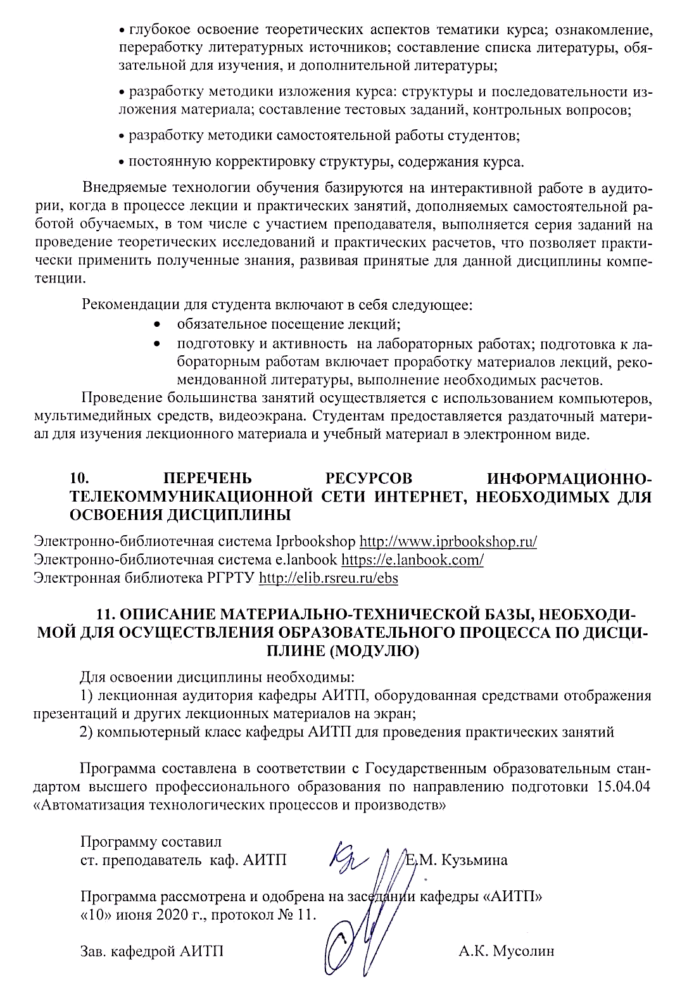 • глубокое освоение теоретических аспектов тематики курса; ознакомление,
переработку литературных источников; составление списка литературы, обя-
зательной для изучения, и дополнительной литературы;
• разработку методики изложения курса: структуры и последовательности из-
ложения материала; составление тестовых заданий, контрольных вопросов;
• разработку методики самостоятельной работы студентов;
• постоянную корректировку структуры, содержания курса.
Внедряемые технологии обучения базируются на интерактивной работе в аудито-
рии, когда в процессе лекции и практических занятий, дополняемых самостоятельной ра-
ботой обучаемых, в том числе с участием преподавателя, выполняется серия заданий на
проведение теоретических исследований и практических расчетов, что позволяет практи-
чески применить полученные знания, развивая принятые для данной дисциплины компе-
тенции.
Рекомендации для студента включают в себя следующее:
• обязательное посещение лекций;
• подготовку и активность на лабораторных работах; подготовка к ла-
бораторным работам включает проработку материалов лекций, реко-
мендованной литературы, выполнение необходимых расчетов.
Проведение большинства занятий осуществляется с использованием компьютеров,
мультимедийных средств, видеоэкрана. Студентам предоставляется раздаточный матери-
ал для изучения лекционного материала и учебный материал в электронном виде.
10. ПЕРЕЧЕНЬ РЕСУРСОВ ИНФОРМАЦИОННО-
ТЕЛЕКОММУНИКАЦИОННОЙ СЕТИ ИНТЕРНЕТ, НЕОБХОДИМЫХ ДЛЯ
ОСВОЕНИЯ ДИСЦИПЛИНЫ
Электронно-библиотечная система Iprbookshop http://www.iprbookshop.ru/
Электронно-библиотечная система e.lanbook https://e.lanbook.com/
Электронная библиотека РГРТУ http://elib.rsreu.ru/ebs
11. ОПИСАНИЕ МАТЕРИАЛЬНО-ТЕХНИЧЕСКОЙ БАЗЫ, НЕОБХОДИ-
МОЙ ДЛЯ ОСУЩЕСТВЛЕНИЯ ОБРАЗОВАТЕЛЬНОГО ПРОЦЕССА ПО ДИСЦИ-
ПЛИНЕ (МОДУЛЮ)
Для освоении дисциплины необходимы:
1) лекционная аудитория кафедры АИТП, оборудованная средствами отображения
презентаций и других лекционных материалов на экран;
2) компьютерный класс кафедры АИТП для проведения практических занятий
Программа составлена в соответствии с Государственным образовательным стан-
дартом высшего профессионального образования по направлению подготовки 15.04.04
«Автоматизация технологических процессов и производств»
Программу составил
ст. преподаватель каф. АИТП Е.М. Кузьмина
Программа рассмотрена и одобрена на заседании кафедры «АИТП»
«10» июня 2020 г., протокол № 11.
Зав. кафедрой АИТП А.К. Мусолин